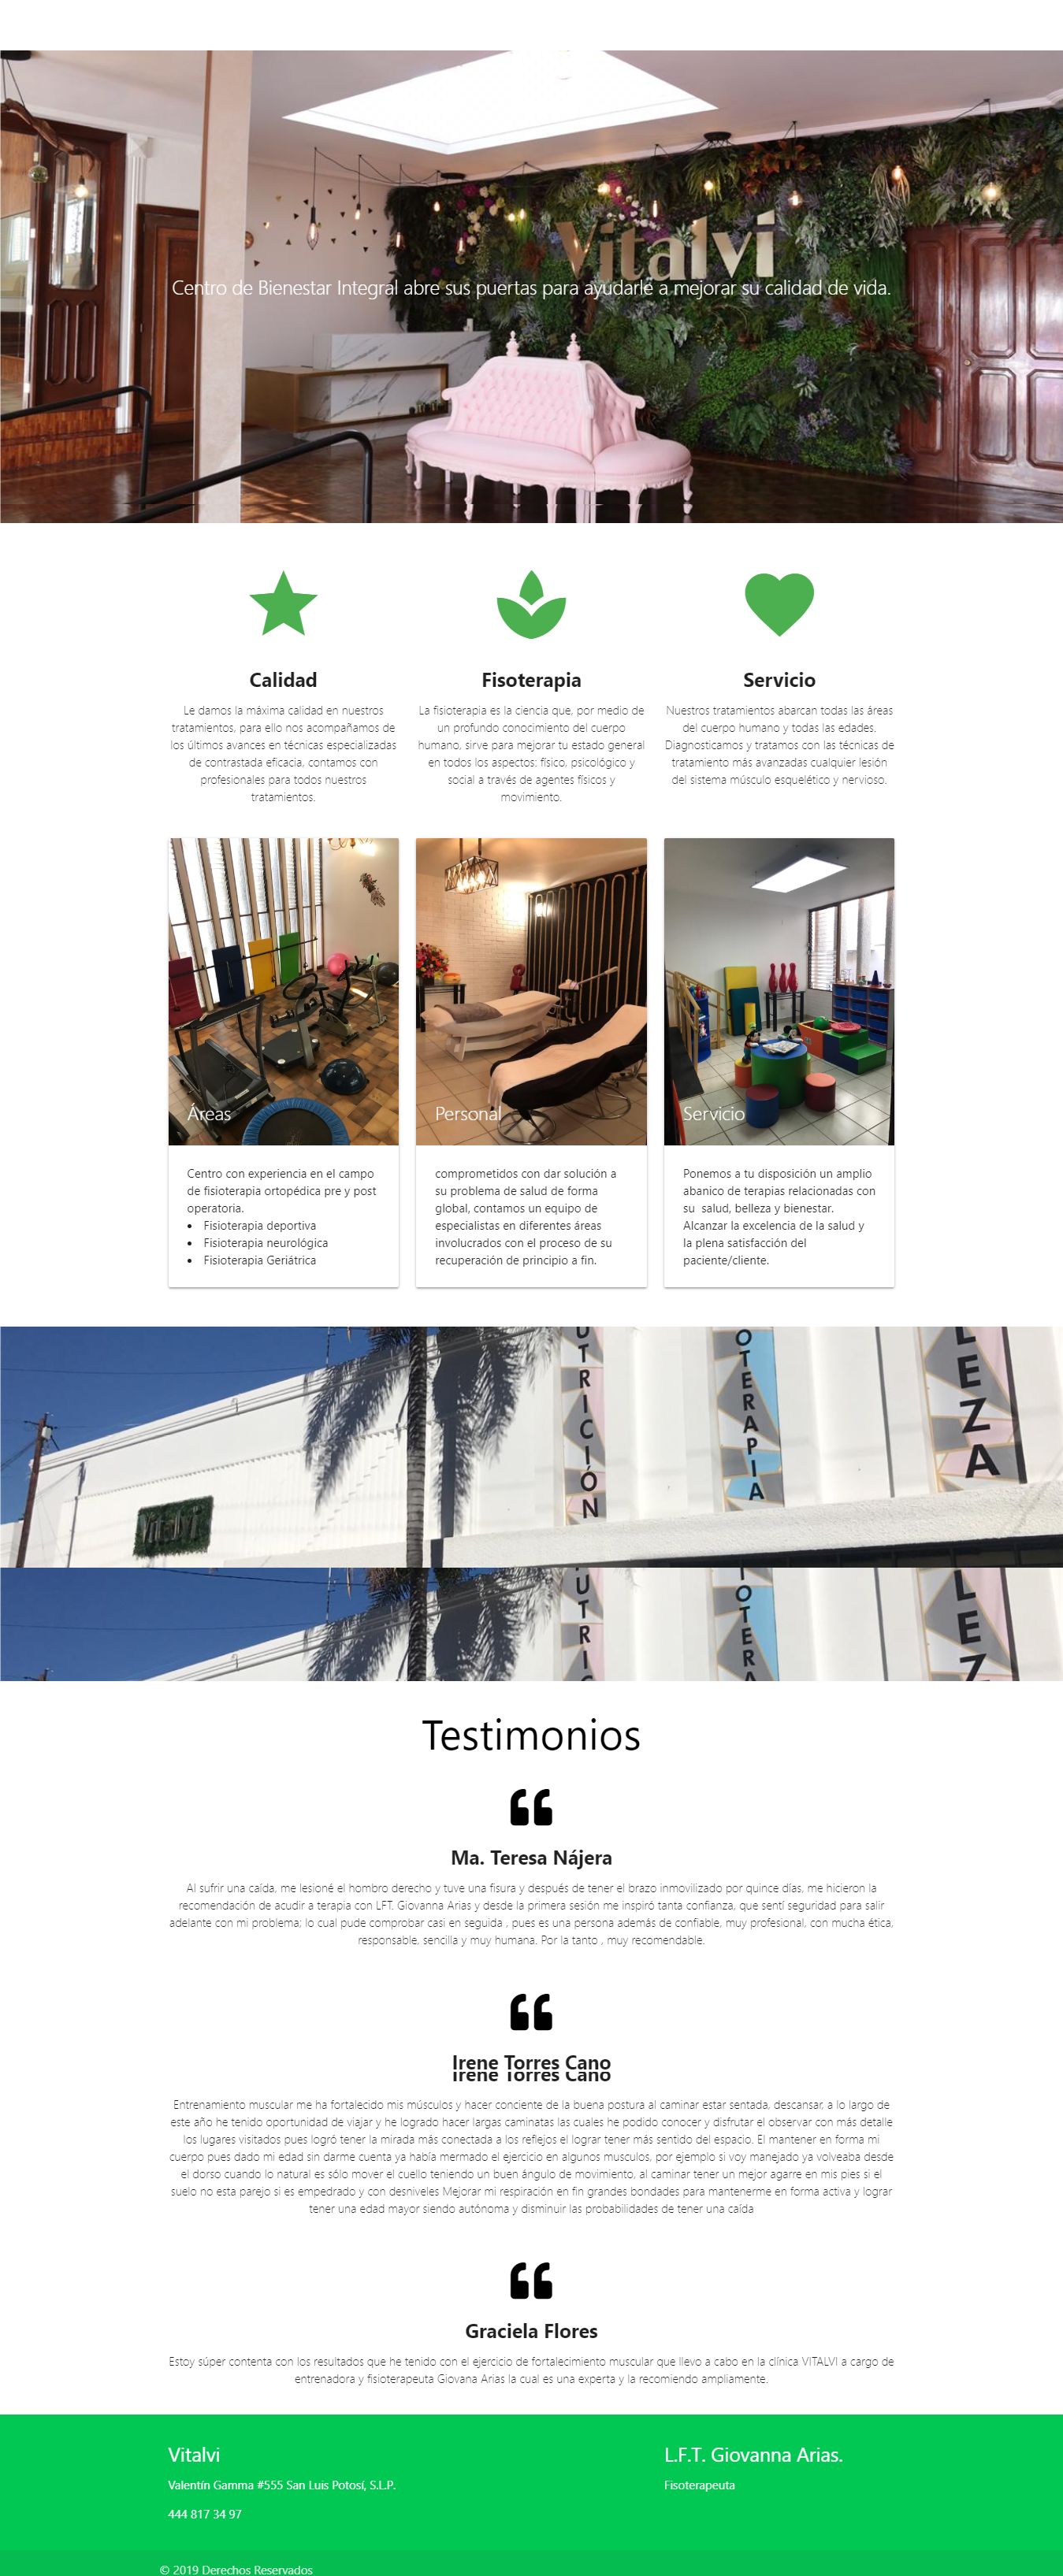 Vitalvi
Centro de Bienestar Integral abre sus puertas para ayudarle a mejorar su calidad de vida.
Calidad
Le damos la máxima calidad en nuestros
tratamientos, para ello nos acompañamos de
los últimos avances en técnicas especializadas
de contrastada eficacia, contamos con
profesionales para todos nuestros
tratamientos.
Fisoterapia
La fisioterapia es la ciencia que, por medio de
un profundo conocimiento del cuerpo
humano, sirve para mejorar tu estado general
en todos los aspectos: físico, psicológico y
social a través de agentes físicos y
movimiento.
Servicio
Nuestros tratamientos abarcan todas las áreas
del cuerpo humano y todas las edades.
Diagnosticamos y tratamos con las técnicas de
tratamiento más avanzadas cualquier lesión
del sistema músculo esquelético y nervioso.
Áreas
Centro con experiencia en el campo
de fisioterapia ortopédica pre y post
operatoria.
• Fisioterapia deportiva
• Fisioterapia neurológica
• Fisioterapia Geriátrica
Personal
comprometidos con dar solución a
su problema de salud de forma
global, contamos un equipo de
especialistas en diferentes áreas
involucrados con el proceso de su
recuperación de principio a fin.
Servicio
Ponemos a tu disposición un amplio
abanico de terapias relacionadas con
su salud, belleza y bienestar.
Alcanzar la excelencia de la salud y
la plena satisfacción del
paciente/cliente.
UTRICIÓN
OTERAPIA
LEZA
Vitalvi
UTRIC
OTERA
LEZ
Testimonios
Ma. Teresa Nájera
Al sufrir una caída, me lesioné el hombro derecho y tuve una fisura y después de tener el brazo inmovilizado por quince días, me hicieron la
recomendación de acudir a terapia con LFT. Giovanna Arias y desde la primera sesión me inspiró tanta confianza, que sentí seguridad para salir
adelante con mi problema; lo cual pude comprobar casi en seguida , pues es una persona además de confiable, muy profesional, con mucha ética,
responsable, sencilla y muy humana. Por la tanto , muy recomendable.
Irene Torres Cano
Irene Torres Cano
Entrenamiento muscular me ha fortalecido mis músculos y hacer conciente de la buena postura al caminar estar sentada, descansar, a lo largo de
este año he tenido oportunidad de viajar y he logrado hacer largas caminatas las cuales he podido conocer y disfrutar el observar con más detalle
los lugares visitados pues logró tener la mirada más conectada a los reflejos el lograr tener más sentido del espacio. El mantener en forma mi
cuerpo pues dado mi edad sin darme cuenta ya había mermado el ejercicio en algunos musculos, por ejemplo si voy manejado ya volveaba desde
el dorso cuando lo natural es sólo mover el cuello teniendo un buen ángulo de movimiento, al caminar tener un mejor agarre en mis pies si el
suelo no esta parejo si es empedrado y con desniveles Mejorar mi respiración en fin grandes bondades para mantenerme en forma activa y lograr
tener una edad mayor siendo autónoma y disminuir las probabilidades de tener una caída
Graciela Flores
Estoy súper contenta con los resultados que he tenido con el ejercicio de fortalecimiento muscular que llevo a cabo en la clínica VITALVI a cargo de
entrenadora y fisioterapeuta Giovana Arias la cual es una experta y la recomiendo ampliamente.
Vitalvi
Valentín Gamma #555 San Luis Potosí, S.L.P.
444 817 34 97
L.F.T. Giovanna Arias.
Fisoterapeuta
© 2019 Derechos Reservados